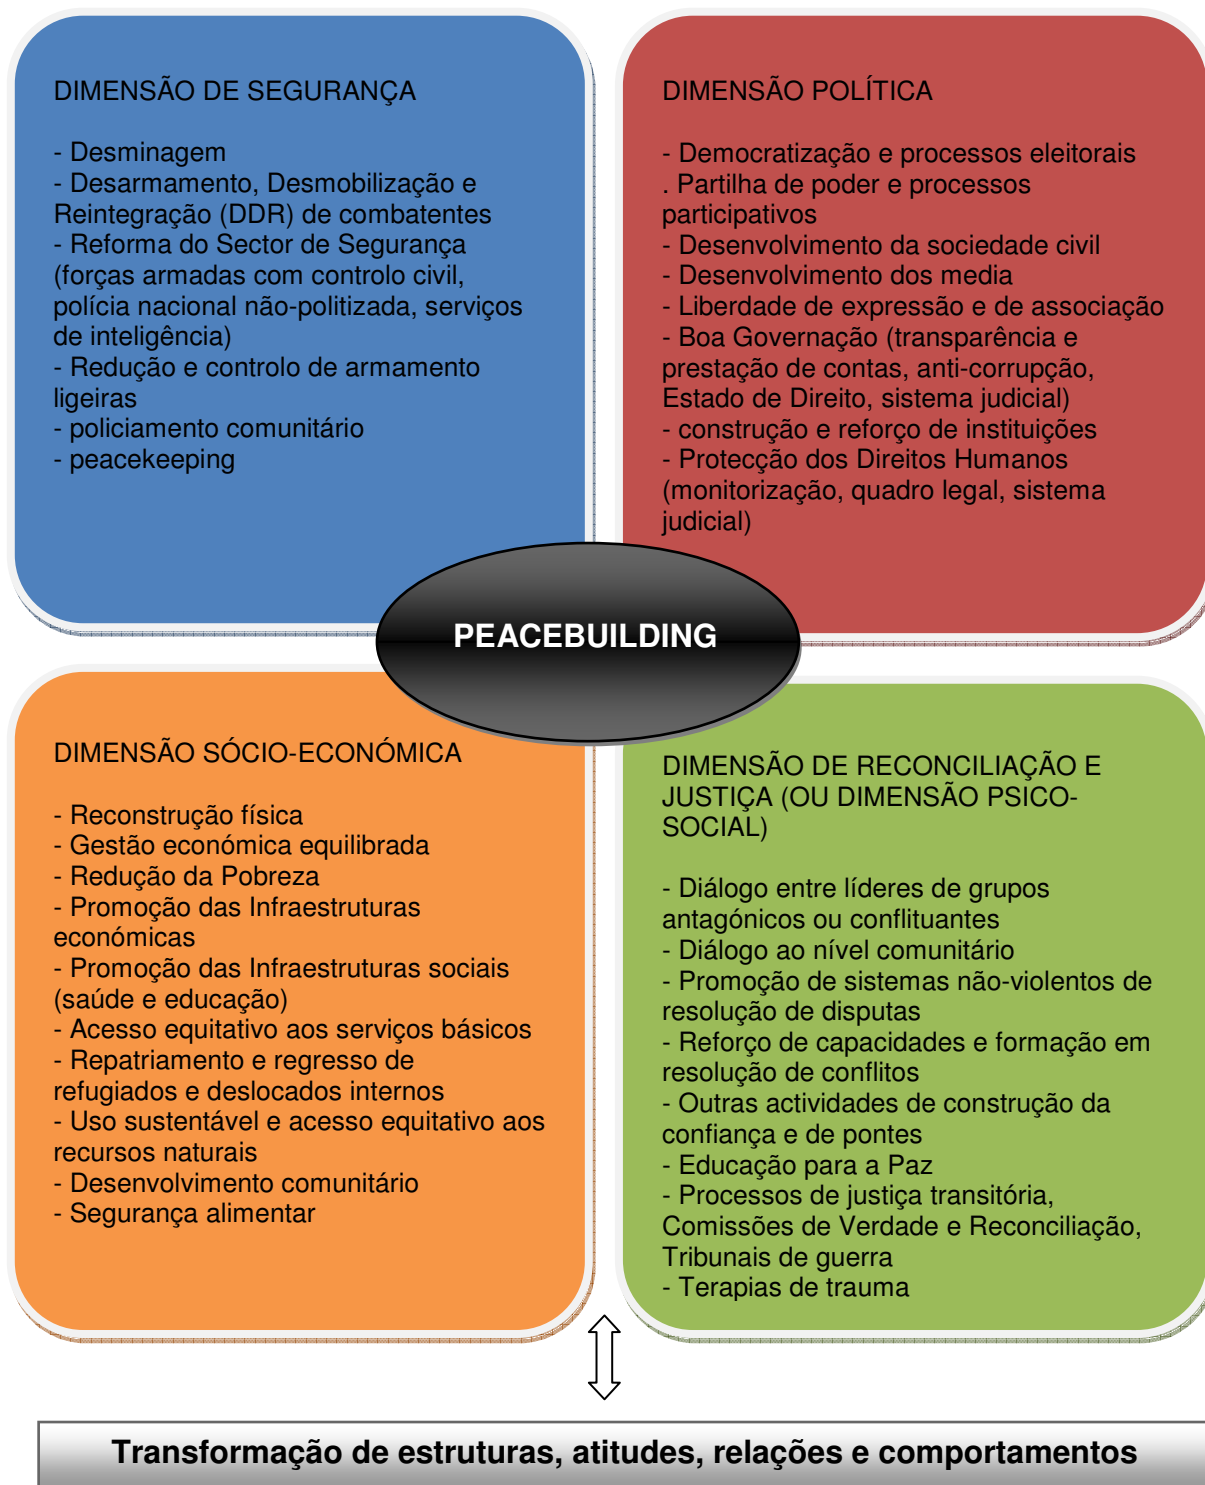 DIMENSÃO DE SEGURANÇA
- Desminagem
- Desarmamento, Desmobilização e
Reintegração (DDR) de combatentes
- Reforma do Sector de Segurança
(forças armadas com controlo civil,
polícia nacional não-politizada, serviços
de inteligência)
- Redução e controlo de armamento
ligeiras
- policiamento comunitário
- peacekeeping
DIMENSÃO POLÍTICA
- Democratização e processos eleitorais
. Partilha de poder e processos
participativos
- Desenvolvimento da sociedade civil
- Desenvolvimento dos media
- Liberdade de expressão e de associação
- Boa Governação (transparência e
prestação de contas, anti-corrupção,
Estado de Direito, sistema judicial)
- construção e reforço de instituições
- Protecção dos Direitos Humanos
(monitorização, quadro legal, sistema
judicial)
PEACEBUILDING
DIMENSÃO SÓCIO-ECONÓMICA
- Reconstrução física
- Gestão económica equilibrada
- Redução da Pobreza
- Promoção das Infraestruturas
económicas
- Promoção das Infraestruturas sociais
(saúde e educação)
- Acesso equitativo aos serviços básicos
- Repatriamento e regresso de
refugiados e deslocados internos
- Uso sustentável e acesso equitativo aos
recursos naturais
- Desenvolvimento comunitário
- Segurança alimentar
DIMENSÃO DE RECONCILIAÇÃO E
JUSTIÇA (OU DIMENSÃO PSICO-
SOCIAL)
- Diálogo entre líderes de grupos
antagónicos ou conflituantes
- Diálogo ao nível comunitário
- Promoção de sistemas não-violentos de
resolução de disputas
- Reforço de capacidades e formação em
resolução de conflitos
- Outras actividades de construção da
confiança e de pontes
- Educação para a Paz
- Processos de justiça transitória,
Comissões de Verdade e Reconciliação,
Tribunais de guerra
- Terapias de trauma
Transformação de estruturas, atitudes, relações e comportamentos